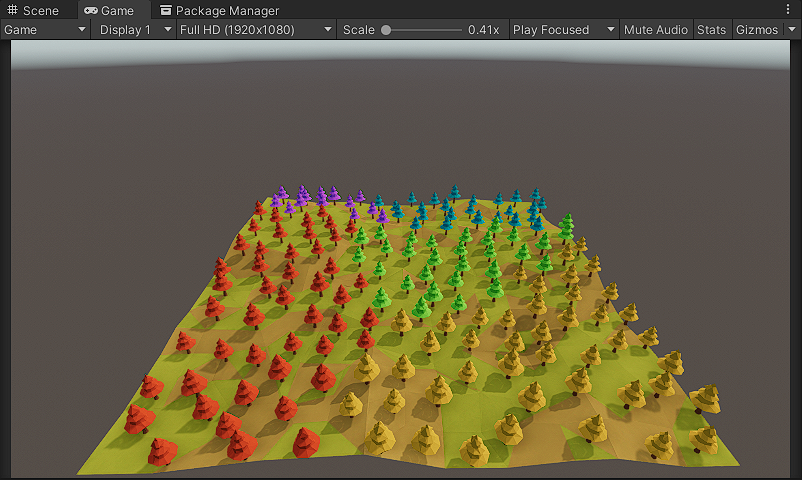 Scene Game Package Manager
Game Display 1 Full HD (1920x1080) Scale 0.41x Play Focused Mute Audio Stats Gizmos